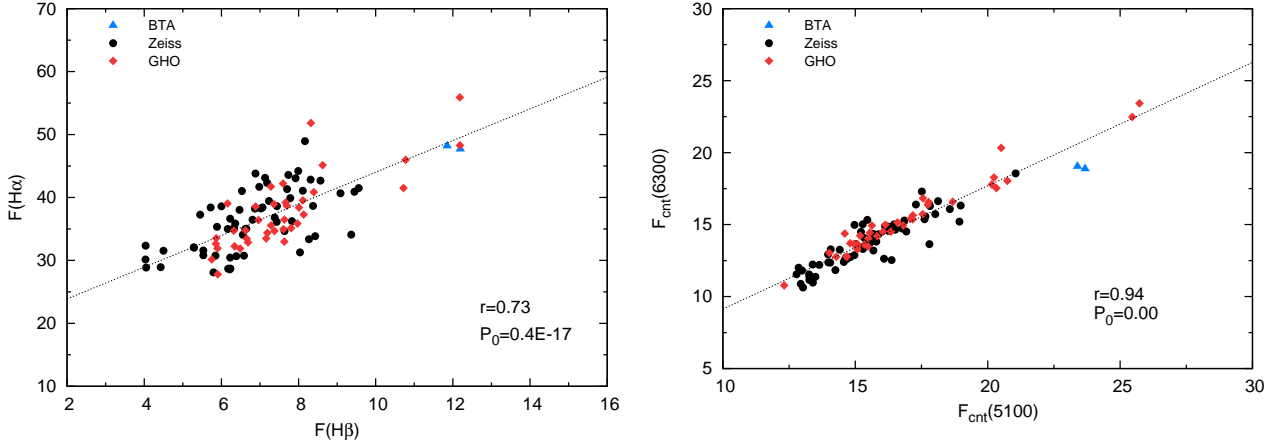 BTA
Zeiss
GHO
70
60
50
40
30
20
10
F(Hα)
r=0.73
P0=0.4E-17
2 4 6 8 10 12 14 16
F(Hβ)
BTA
Zeiss
GHO
30
25
20
15
10
5
Fcnt(6300)
r=0.94
P0=0.00
10 15 20 25 30
Fcnt(5100)